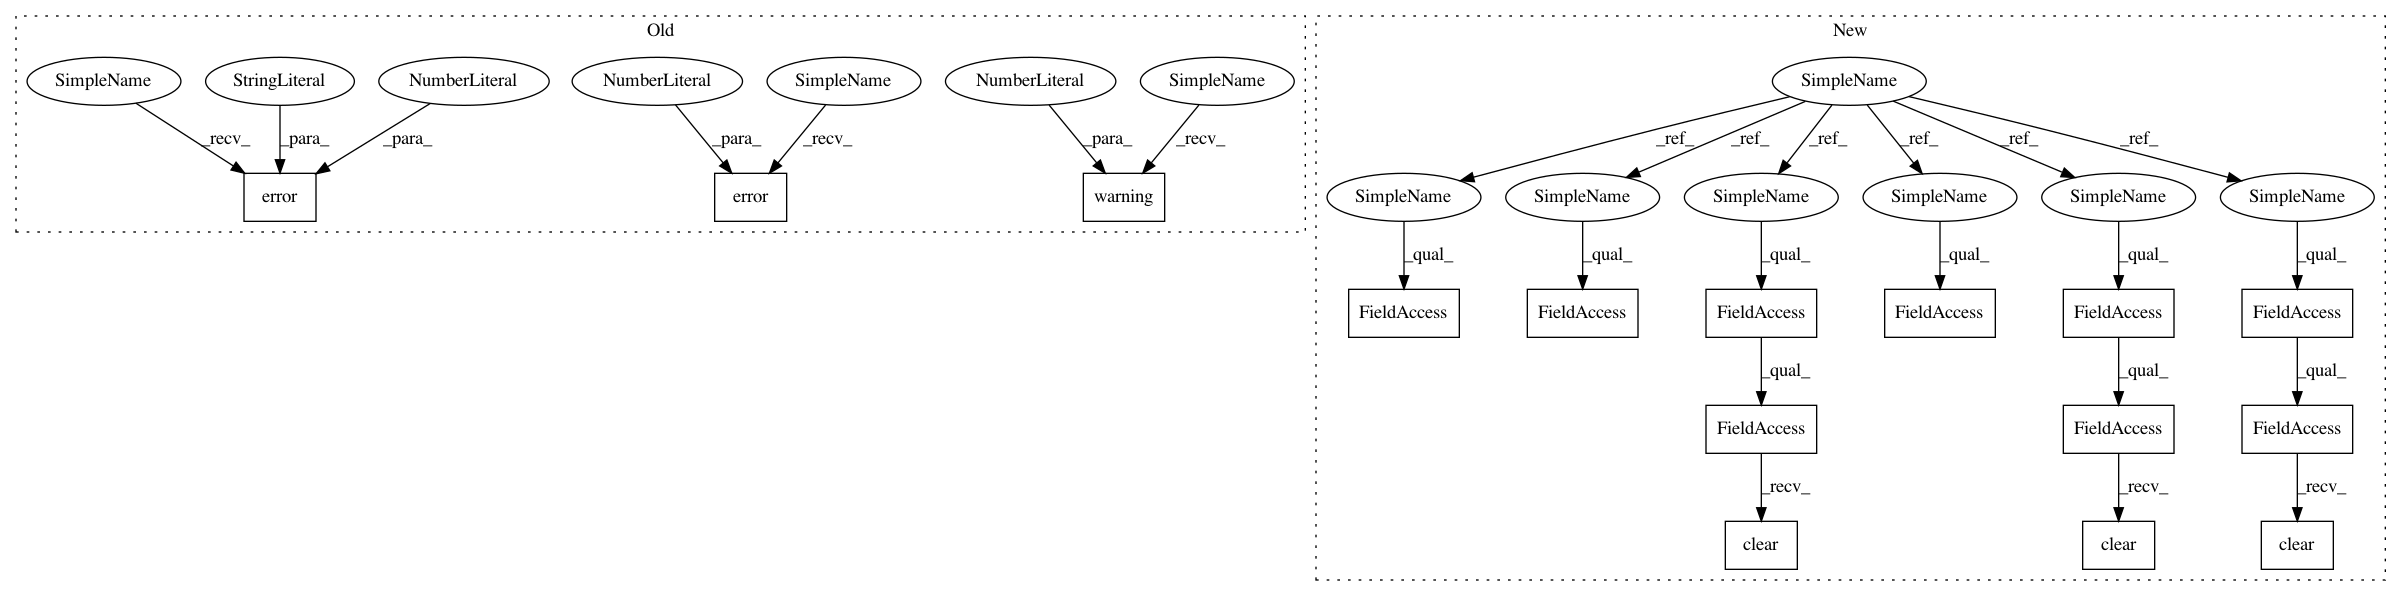 Old
New
SimpleName
StringLiteral
NumberLiteral
NumberLiteral
SimpleName
NumberLiteral
SimpleName
_recv_
_para_
_para_
_para_
_recv_
_para_
_recv_
error
error
warning
SimpleName
_ref_
_ref_
_ref_
_ref_
_ref_
_ref_
SimpleName
SimpleName
SimpleName
SimpleName
SimpleName
SimpleName
_qual_
_qual_
_qual_
_qual_
_qual_
_qual_
FieldAccess
FieldAccess
FieldAccess
FieldAccess
FieldAccess
FieldAccess
_qual_
_qual_
_qual_
FieldAccess
FieldAccess
FieldAccess
_recv_
_recv_
_recv_
clear
clear
clear